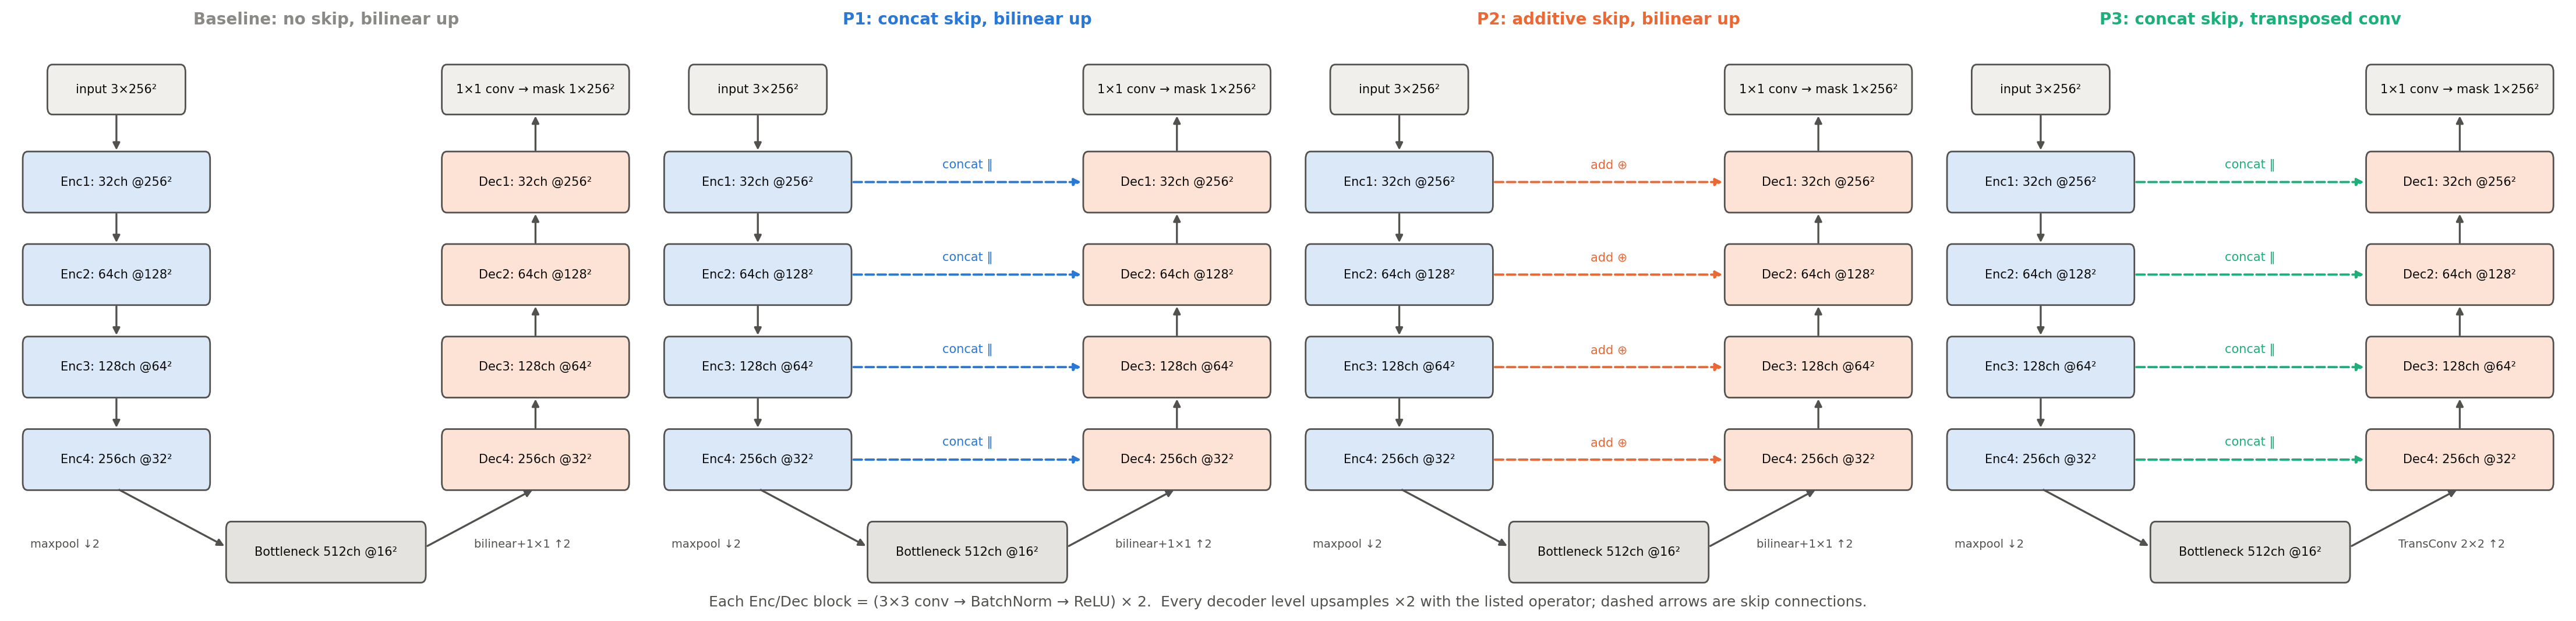 Baseline: no skip, bilinear up
input 3×256²
1×1 conv → mask 1×256²
Enc1: 32ch @256²
Dec1: 32ch @256²
Enc2: 64ch @128²
Dec2: 64ch @128²
Enc3: 128ch @64²
Dec3: 128ch @64²
Enc4: 256ch @32²
Dec4: 256ch @32²
maxpool ↓2
bilinear+1×1 ↑2
Bottleneck 512ch @16²
P1: concat skip, bilinear up
input 3×256²
1×1 conv → mask 1×256²
concat ‖
Enc1: 32ch @256²
Dec1: 32ch @256²
concat ‖
Enc2: 64ch @128²
Dec2: 64ch @128²
concat ‖
Enc3: 128ch @64²
Dec3: 128ch @64²
concat ‖
Enc4: 256ch @32²
Dec4: 256ch @32²
maxpool ↓2
bilinear+1×1 ↑2
Bottleneck 512ch @16²
P2: additive skip, bilinear up
input 3×256²
1×1 conv → mask 1×256²
add ⊕
Enc1: 32ch @256²
Dec1: 32ch @256²
add ⊕
Enc2: 64ch @128²
Dec2: 64ch @128²
add ⊕
Enc3: 128ch @64²
Dec3: 128ch @64²
add ⊕
Enc4: 256ch @32²
Dec4: 256ch @32²
maxpool ↓2
bilinear+1×1 ↑2
Bottleneck 512ch @16²
P3: concat skip, transposed conv
input 3×256²
1×1 conv → mask 1×256²
concat ‖
Enc1: 32ch @256²
Dec1: 32ch @256²
concat ‖
Enc2: 64ch @128²
Dec2: 64ch @128²
concat ‖
Enc3: 128ch @64²
Dec3: 128ch @64²
concat ‖
Enc4: 256ch @32²
Dec4: 256ch @32²
maxpool ↓2
TransConv 2×2 ↑2
Bottleneck 512ch @16²
Each Enc/Dec block = (3×3 conv → BatchNorm → ReLU) × 2.  Every decoder level upsamples ×2 with the listed operator; dashed arrows are skip connections.